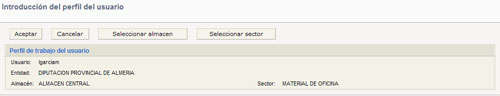 Introducción del perfil del usuario
Aceptar Cancelar Seleccionar almacen Seleccionar sector
Perfil de trabajo del usuario
Usuario: lgarciam
Entidad: DIPUTACION PROVINCIAL DE ALMERIA
Almacén: ALMACEN CENTRAL Sector: MATERIAL DE OFICINA